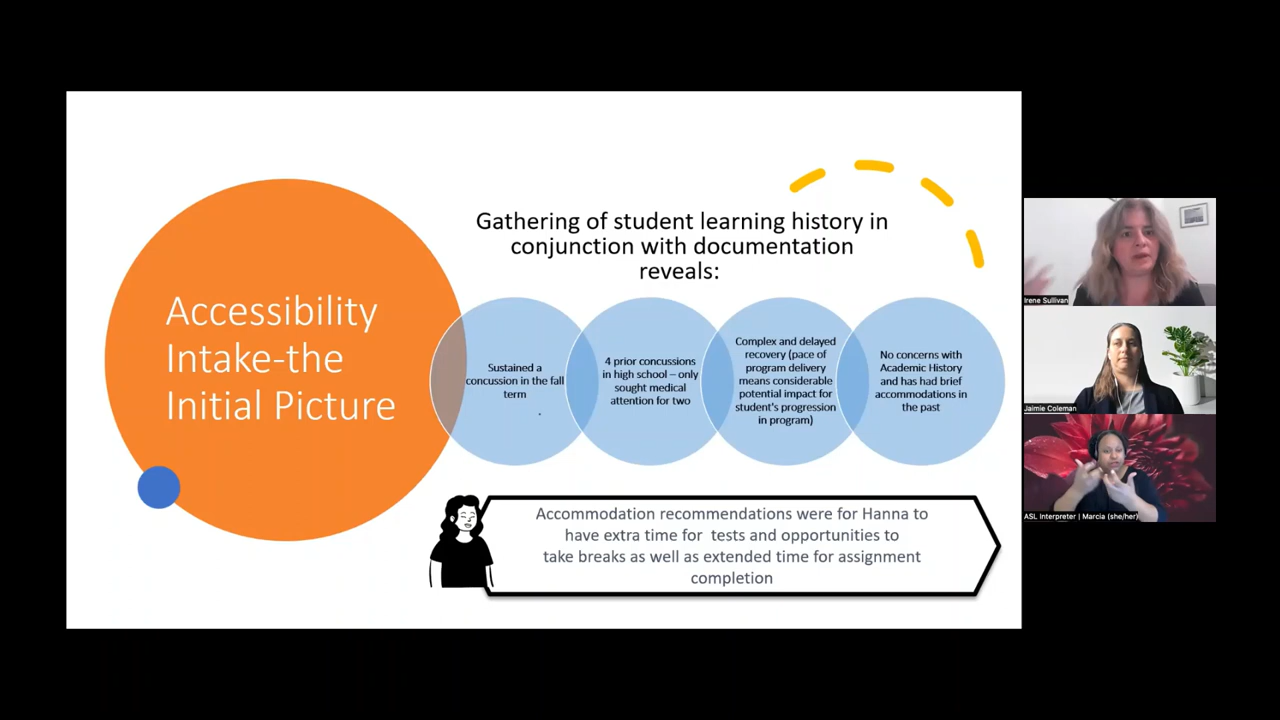 Accessibility
Intake-the
Initial Picture
Gathering of student learning history in
conjunction with documentation
reveals:
Sustained a
concussion in the fall
term
4 prior concussions
in high school – only
sought medical
attention for two
Complex and delayed
recovery (pace of
program delivery
means considerable
potential impact for
student's progression
in program)
No concerns with
Academic History
and has had brief
accommodations in
the past
Accommodation recommendations were for Hanna to
have extra time for tests and opportunities to
take breaks as well as extended time for assignment
completion
Irene Sullivan
Jaimie Coleman
ASL Interpreter | Marcia (she/her)